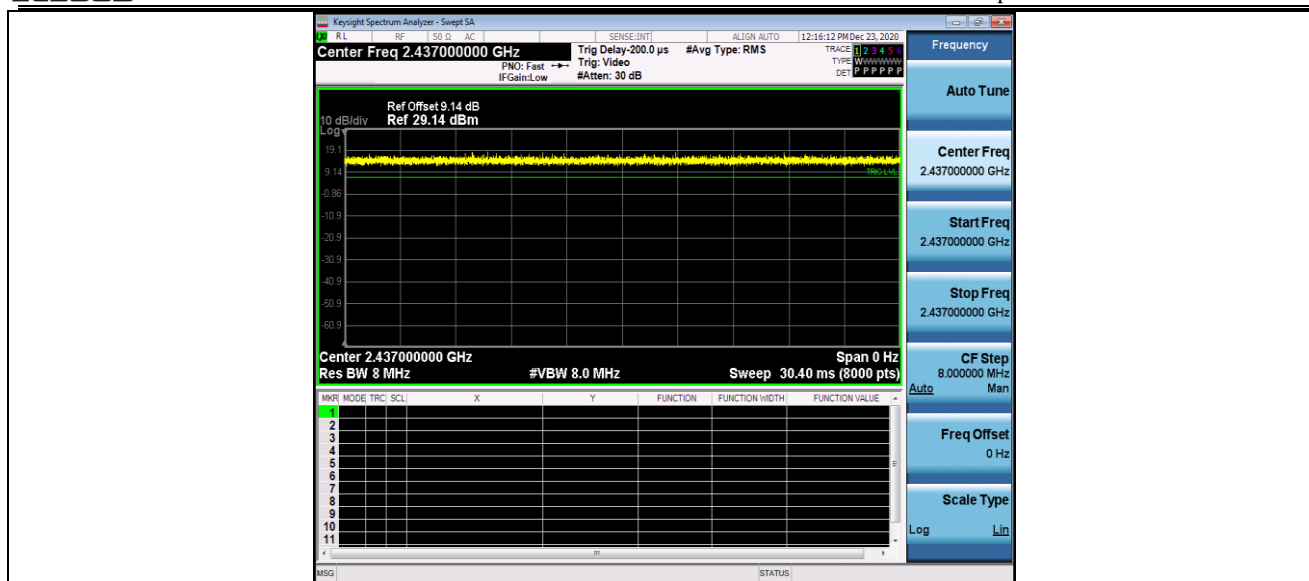 Keysight Spectrum Analyzer - Swept SA
RL RF 50 Ω AC SENSE:INT ALIGN AUTO 12:16:12 PM Dec 23, 2020
Center Freq 2.437000000 GHz
PNO: Fast
IFGain:Low
Trig Delay-200.0 µs
Trig: Video
#Atten: 30 dB
#Avg Type: RMS
TRACE 1 2 3 4 5 6
TYPE WWWWWW
DET P P P P P P
Ref Offset 9.14 dB
10 dB/div Ref 29.14 dBm
Log
19.1
9.14
TRIG LVL
-0.86
-10.9
-20.9
-30.9
-40.9
-50.9
-60.9
Center 2.437000000 GHz Span 0 Hz
Res BW 8 MHz #VBW 8.0 MHz Sweep 30.40 ms (8000 pts)
MKR MODE TRC SCL X Y FUNCTION FUNCTION WIDTH FUNCTION VALUE
1
2
3
4
5
6
7
8
9
10
11
MSG STATUS
Frequency
Auto Tune
Center Freq
2.437000000 GHz
Start Freq
2.437000000 GHz
Stop Freq
2.437000000 GHz
CF Step
8.000000 MHz
Auto Man
Freq Offset
0 Hz
Scale Type
Log Lin